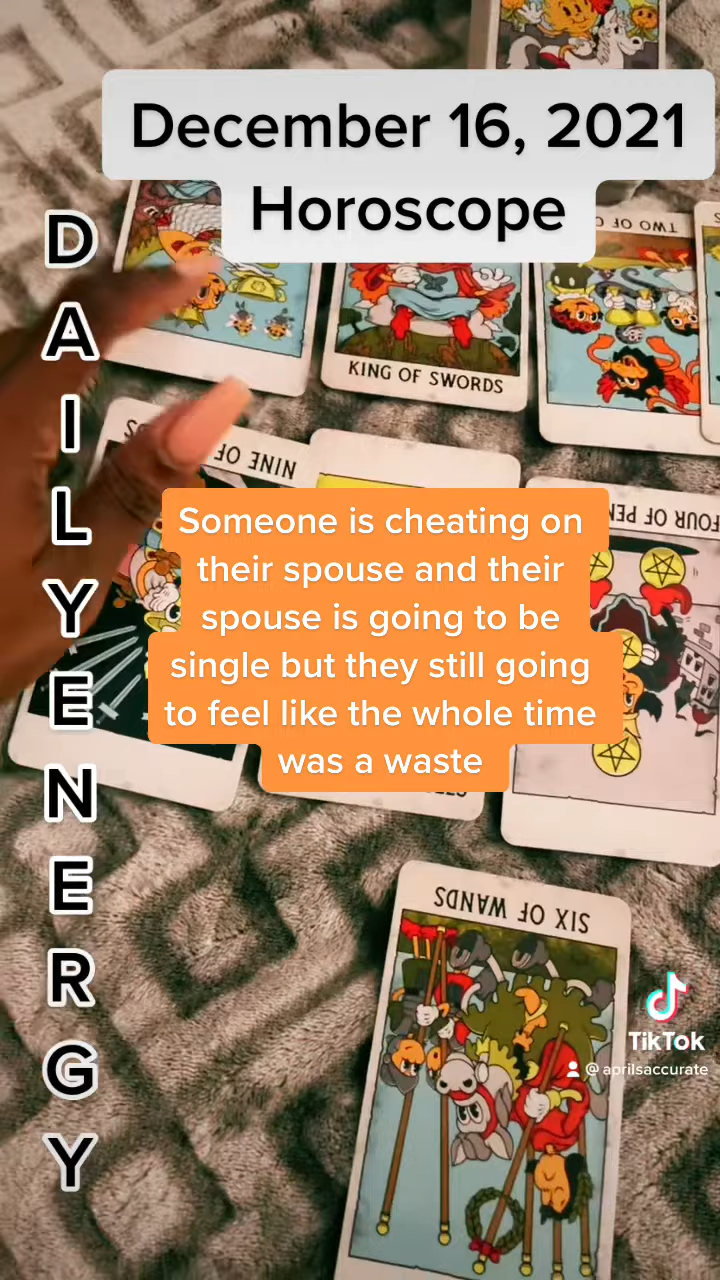 December 16, 2021
Horoscope
TWO OF C
KING OF SWORDS
NINE OF
FOUR OF PEN
Someone is cheating on
their spouse and their
spouse is going to be
single but they still going
to feel like the whole time
was a waste
SIX OF WANDS
DAILY ENERGY
TikTok
@aprilsaccurate